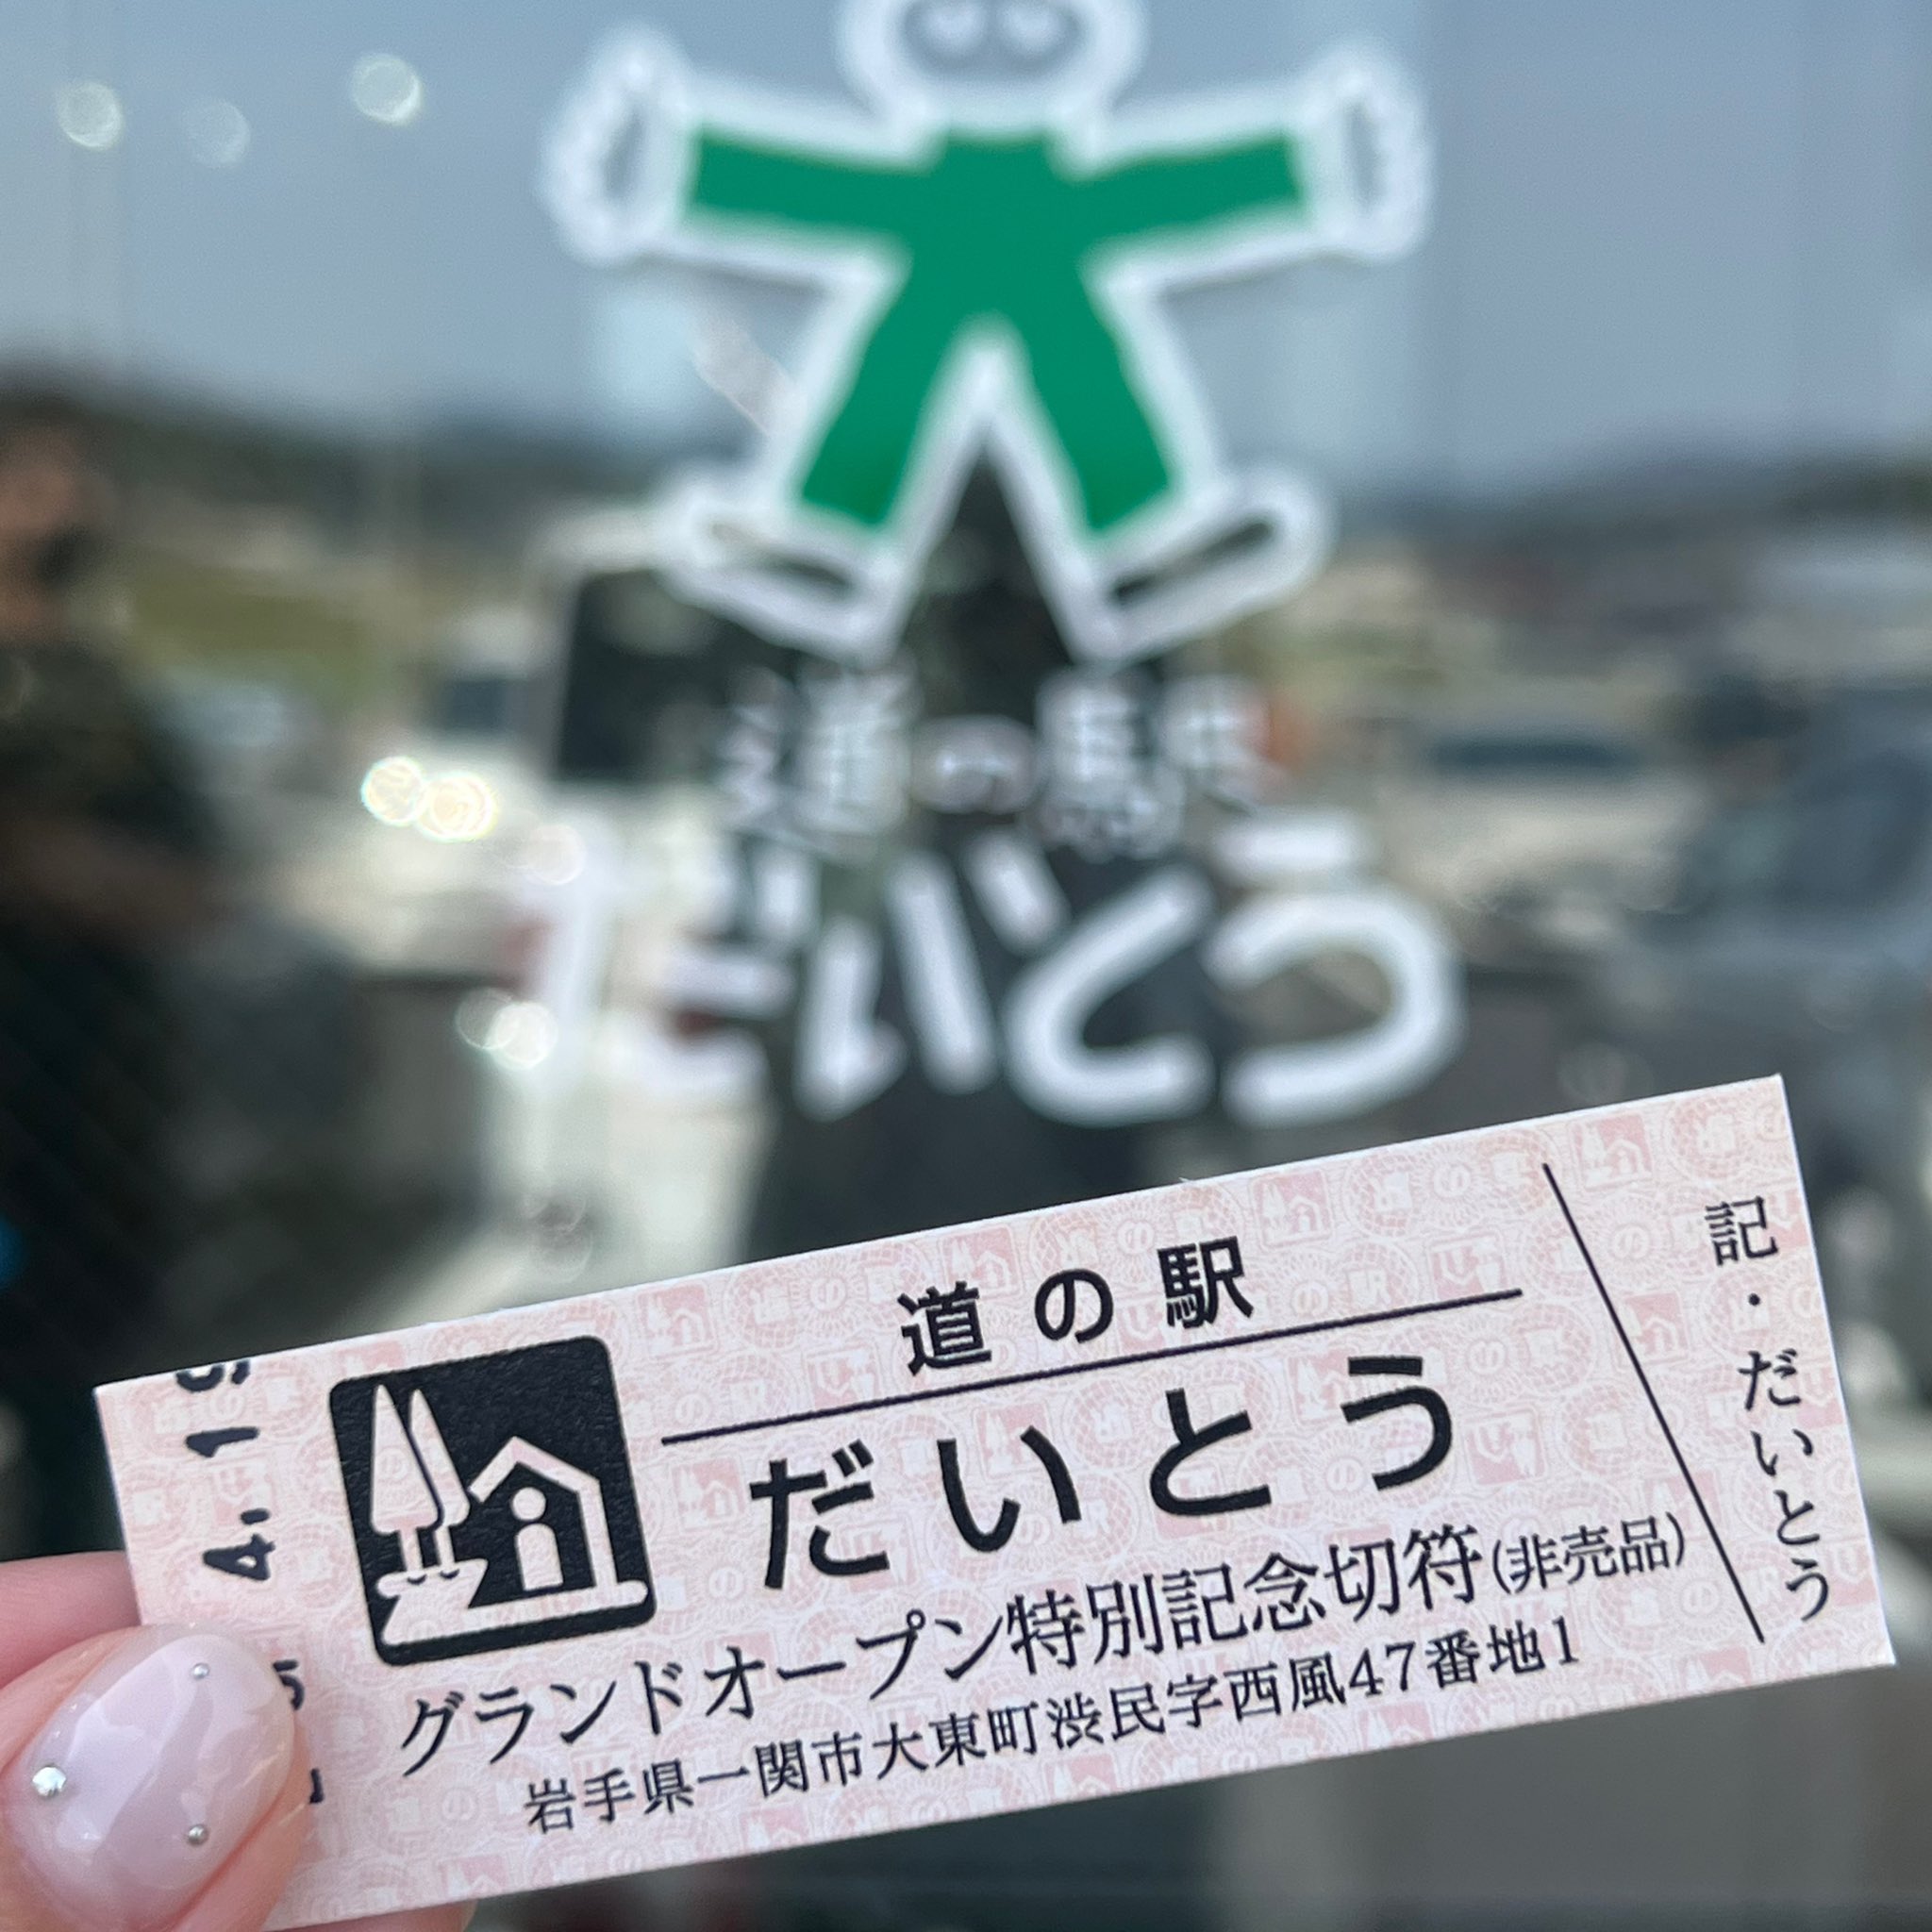 道の駅
だいとう
道の駅
だいとう
グランドオープン特別記念切符(非売品)
岩手県一関市大東町渋民字西風47番地1
記・だいとう
4.19